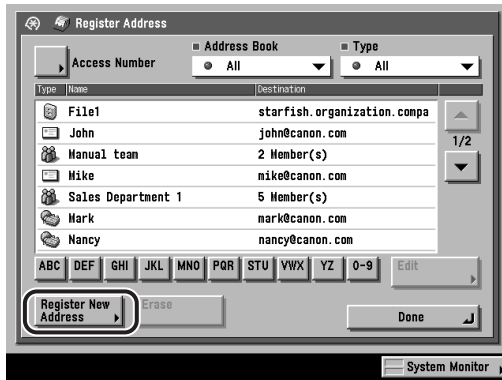 Register Address
Address Book
Type
Access Number
All
All
Type Name Destination
File1 starfish.organization.compa
John john@canon.com
Manual team 2 Member(s)
Mike mike@canon.com
Sales Department 1 5 Member(s)
Mark mark@canon.com
Nancy nancy@canon.com
1/2
ABC DEF GHI JKL MNO PQR STU VWX YZ 0-9 Edit
Register New
Address
Erase
Done
System Monitor